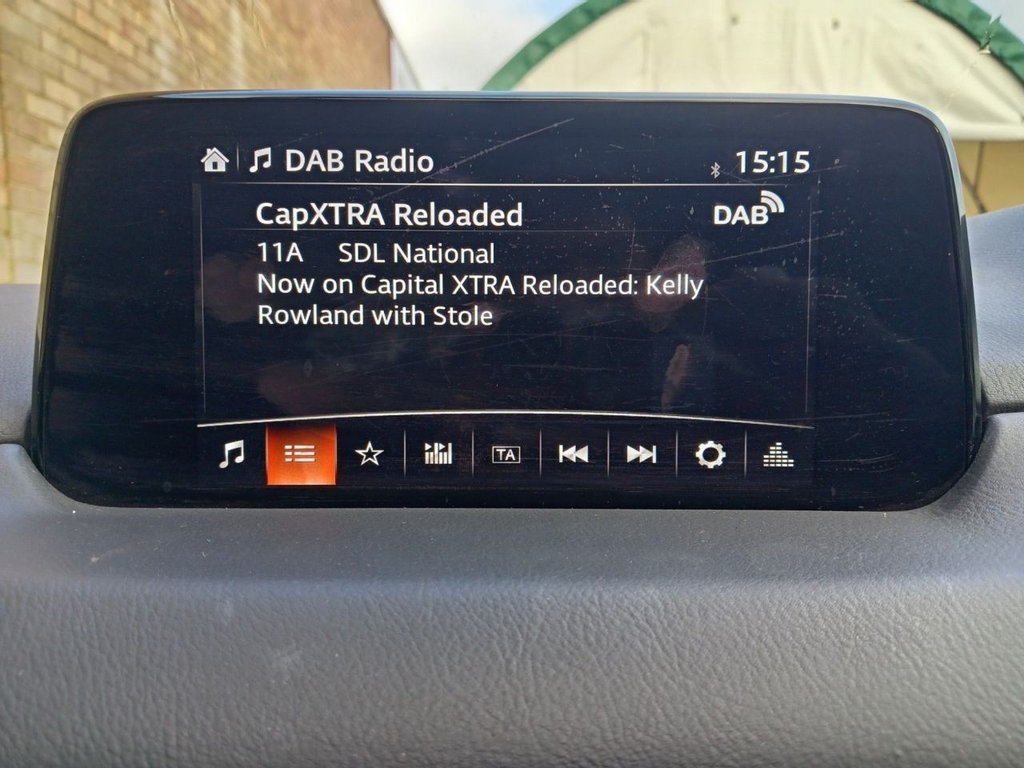 DAB Radio 15:15
CapXTRA Reloaded DAB
11A SDL National
Now on Capital XTRA Reloaded: Kelly
Rowland with Stole
TA